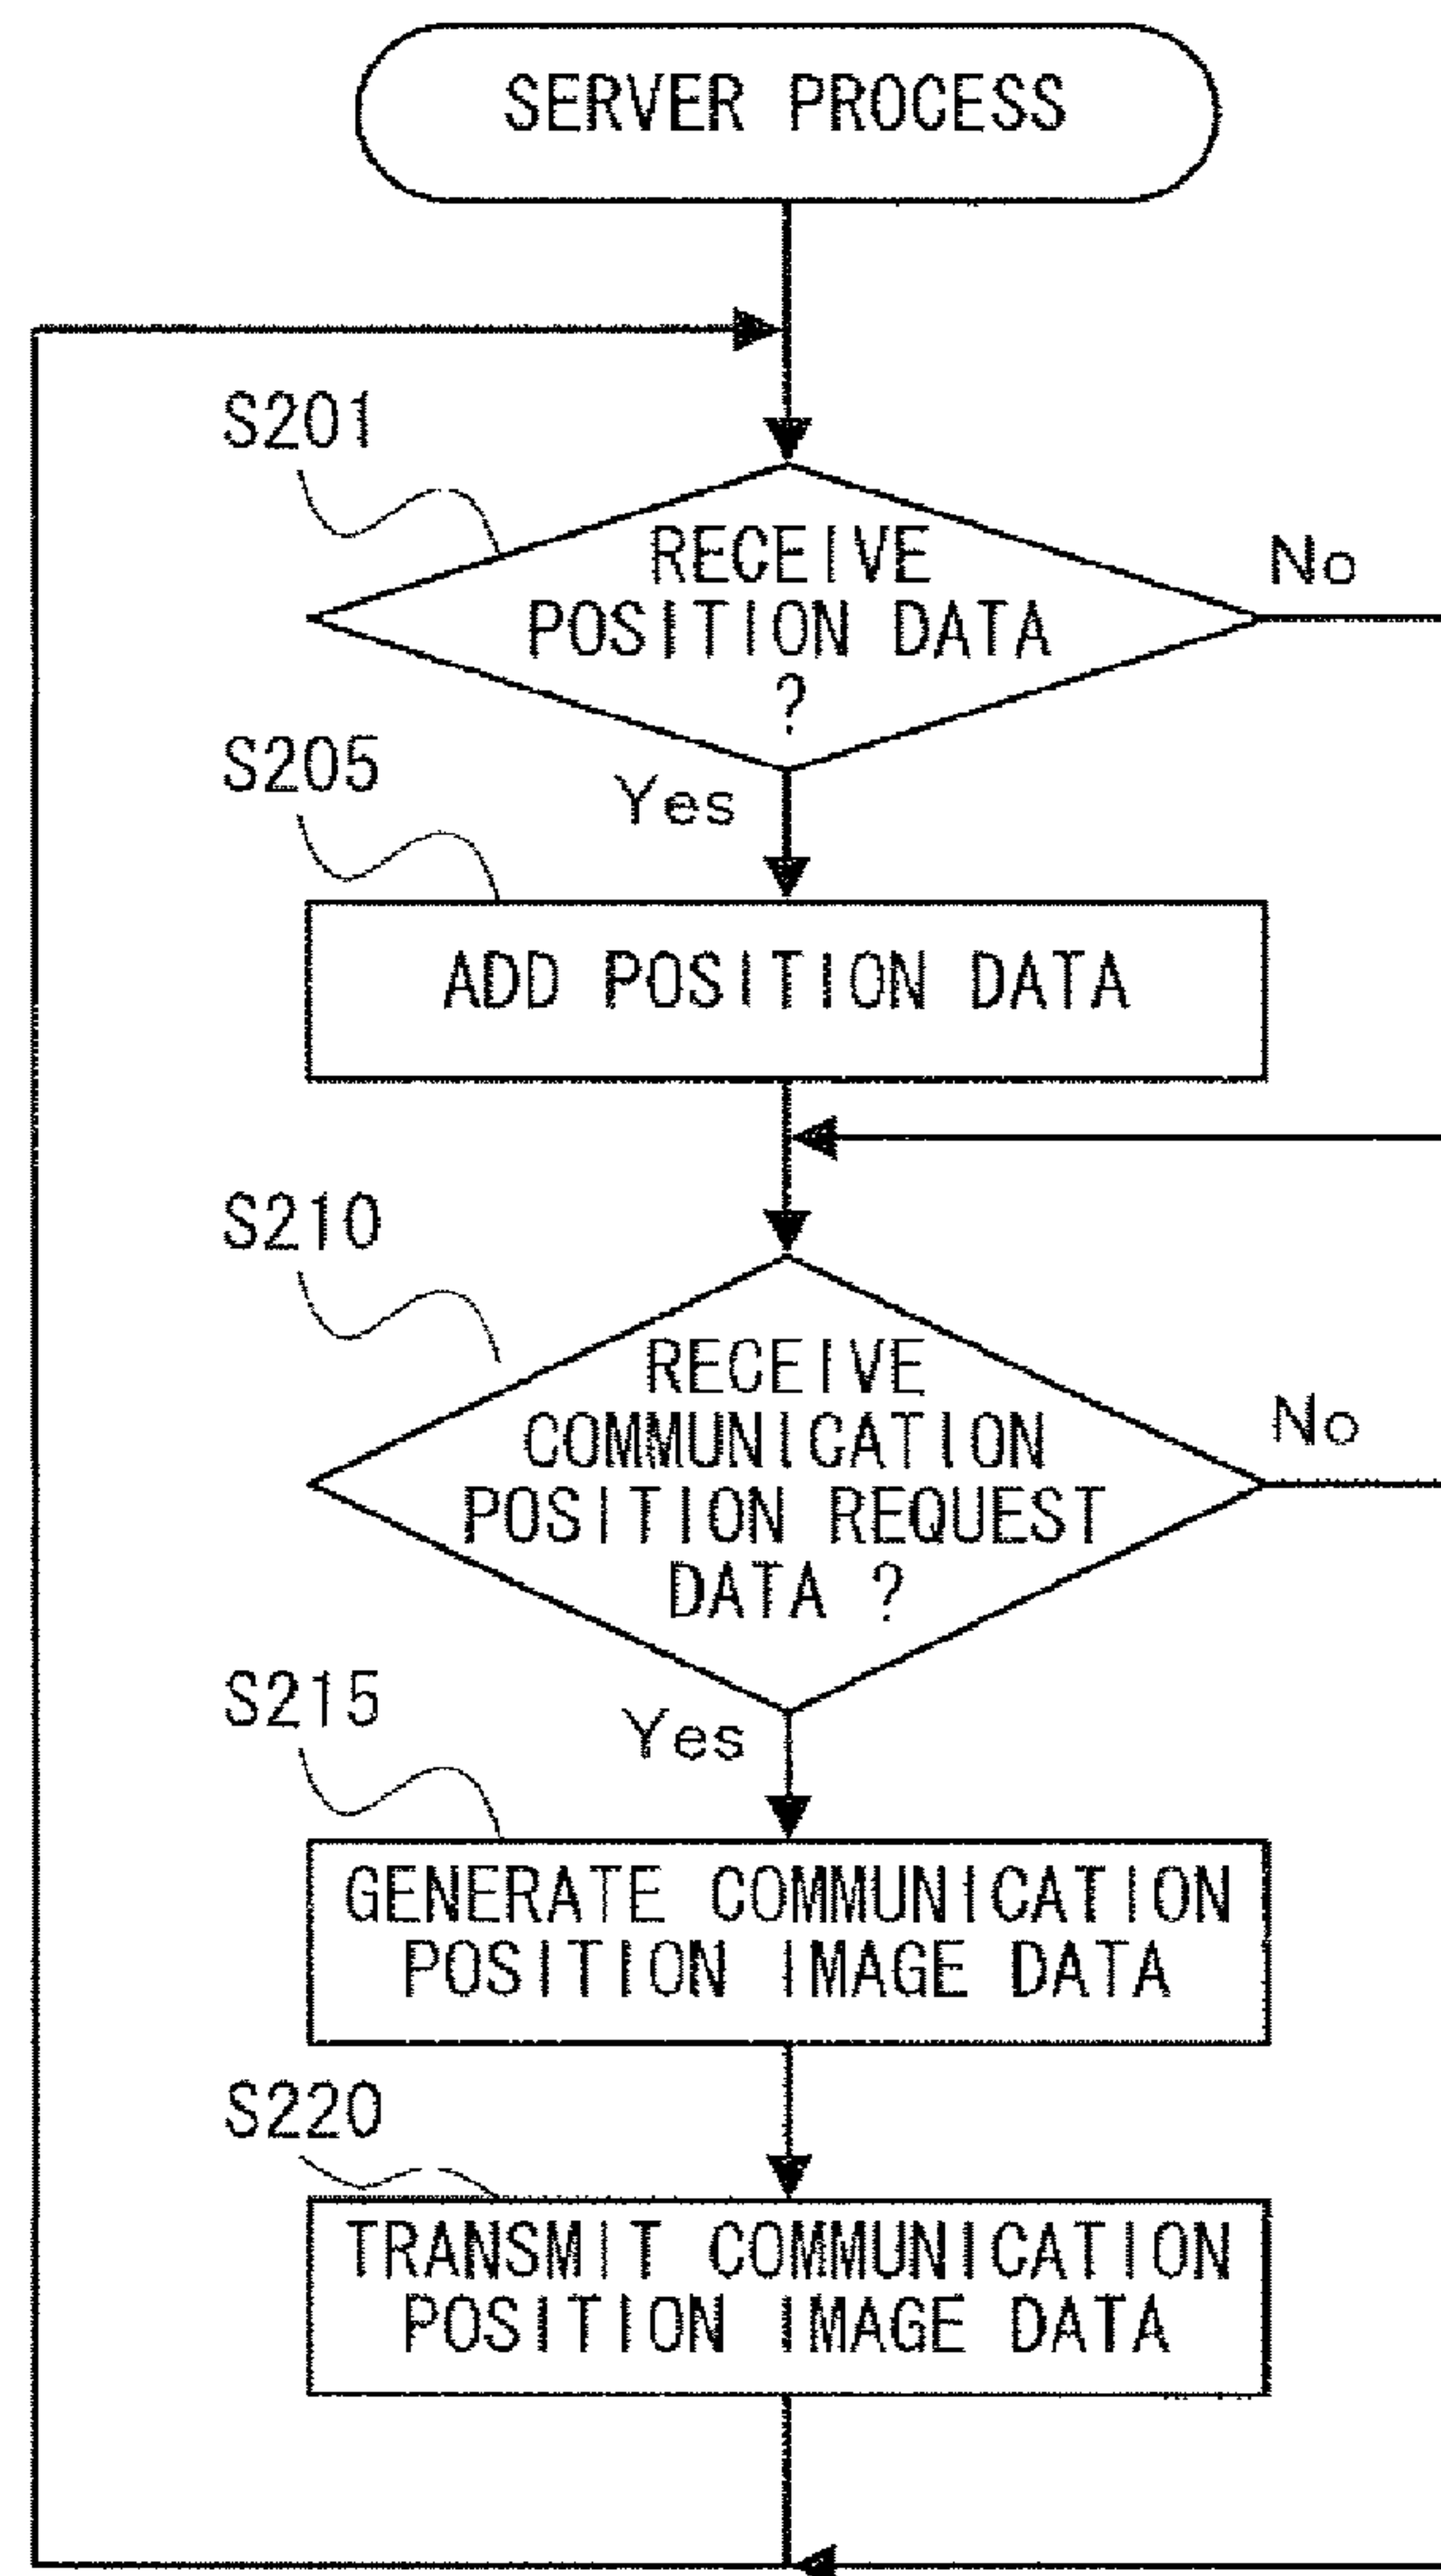 SERVER PROCESS
S201
RECEIVE
POSITION DATA
?
No
Yes
S205
ADD POSITION DATA
S210
RECEIVE
COMMUNICATION
POSITION REQUEST
DATA ?
No
Yes
S215
GENERATE COMMUNICATION
POSITION IMAGE DATA
S220
TRANSMIT COMMUNICATION
POSITION IMAGE DATA